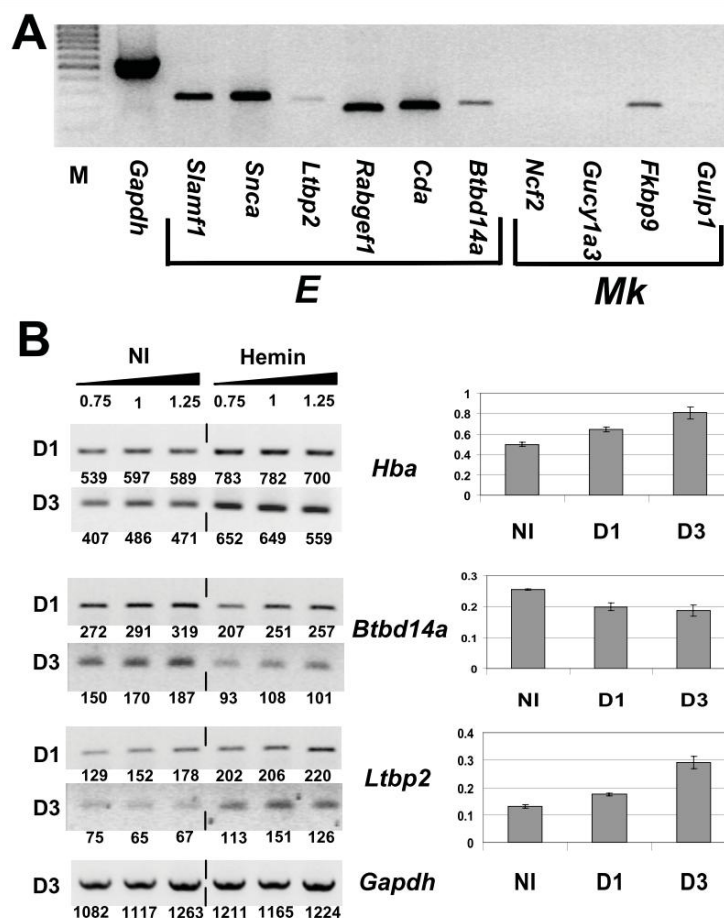 A
M
Gapdh
Slamf1
Snca
Ltbp2
Rabgef1
Cda
Btbd14a
Ncf2
Gucy1a3
Fkbp9
Gulp1
E
Mk
B
NI Hemin
0.75 1 1.25 0.75 1 1.25
D1
539 597 589 783 782 700
D3
407 486 471 652 649 559
Hba
1
0.8
0.6
0.4
0.2
0
NI D1 D3
D1
272 291 319 207 251 257
D3
150 170 187 93 108 101
Btbd14a
0.3
0.2
0.1
0
NI D1 D3
D1
129 152 178 202 206 220
D3
75 65 67 113 151 126
Ltbp2
0.4
0.3
0.2
0.1
0
NI D1 D3
D3
1082 1117 1263 1211 1165 1224
Gapdh